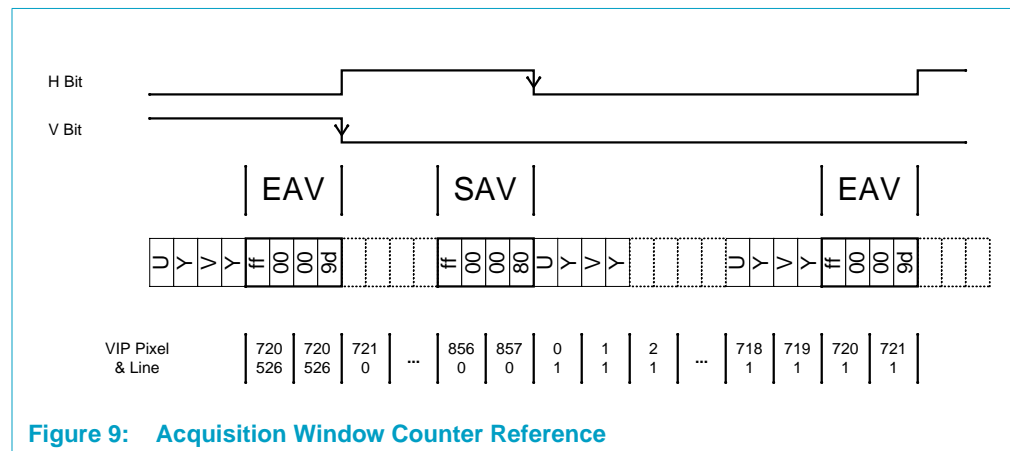 H Bit
V Bit
EAV SAV EAV
U Y V Y ff 00 00 9d ff 00 00 80 U Y V Y U Y V Y ff 00 00 9d
VIP Pixel 720 720 721 ... 856 857 0 1 2 ... 718 719 720 721
& Line 526 526 0 0 0 1 1 1 1 1 1 1
Figure 9: Acquisition Window Counter Reference